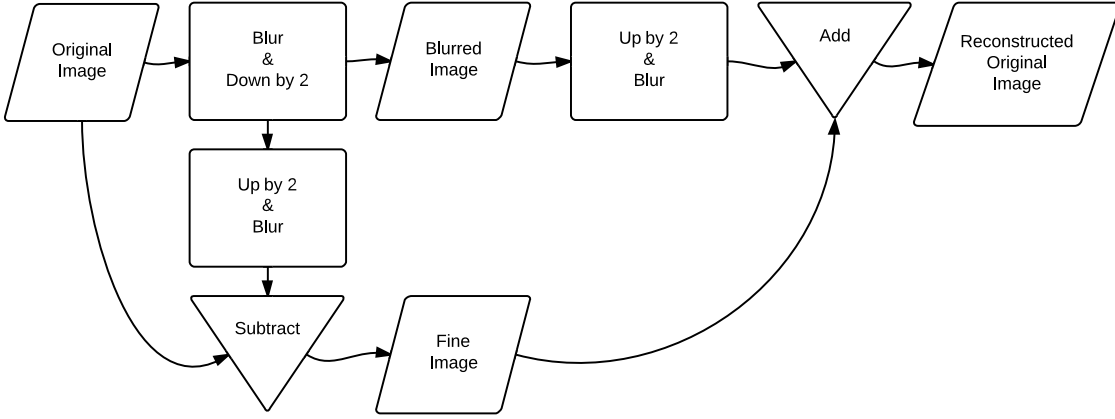 Original
Image
Blur
&
Down by 2
Blurred
Image
Up by 2
&
Blur
Add
Reconstructed
Original
Image
Up by 2
&
Blur
Subtract
Fine
Image